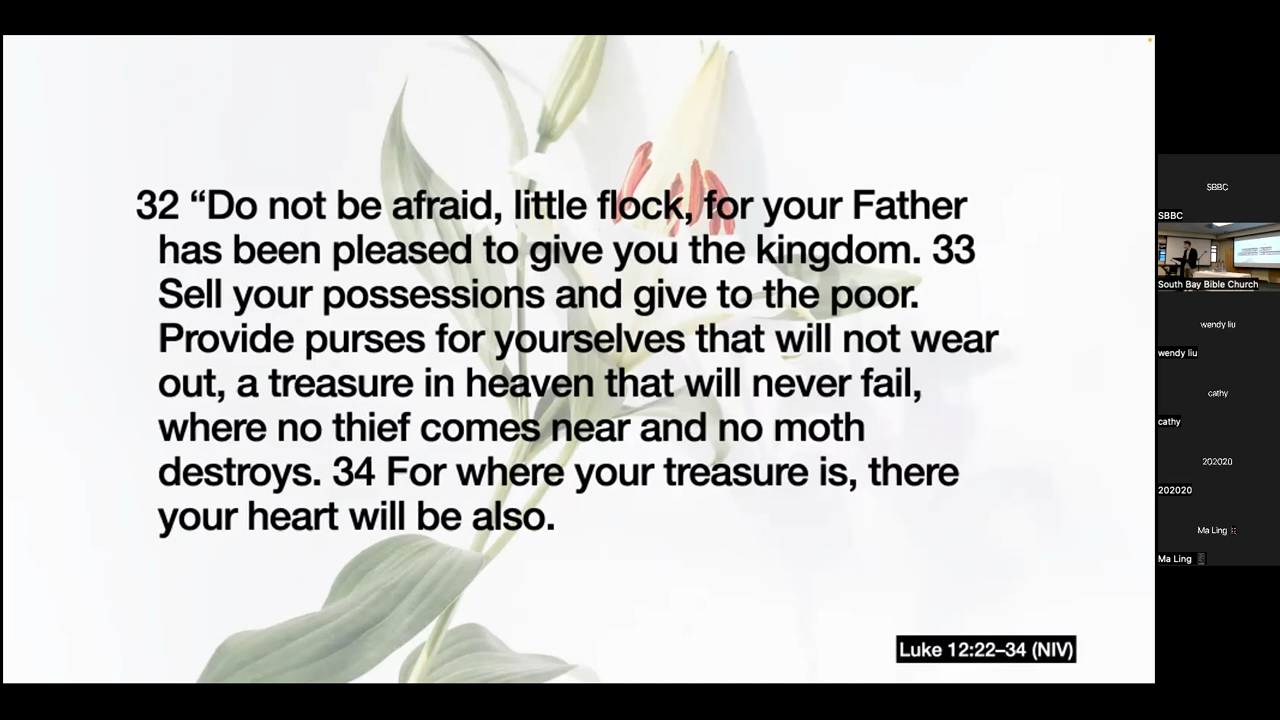 32 “Do not be afraid, little flock, for your Father
has been pleased to give you the kingdom. 33
Sell your possessions and give to the poor.
Provide purses for yourselves that will not wear
out, a treasure in heaven that will never fail,
where no thief comes near and no moth
destroys. 34 For where your treasure is, there
your heart will be also.
Luke 12:22–34 (NIV)
SBBC
SBBC
South Bay Bible Church
wendy liu
wendy liu
cathy
cathy
202020
202020
Ma Ling
Ma Ling